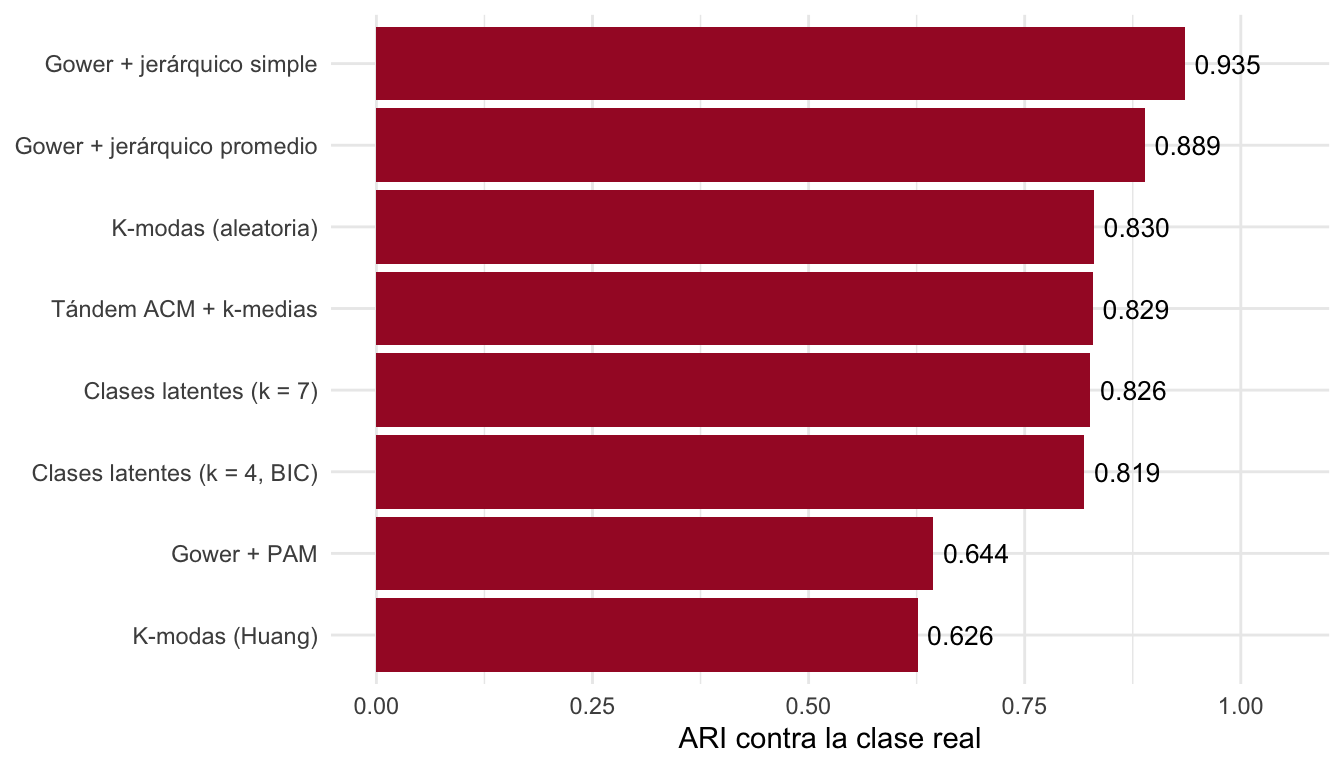 Gower + jerárquico simple 0.935
Gower + jerárquico promedio 0.889
K-modas (aleatoria) 0.830
Tándem ACM + k-medias 0.829
Clases latentes (k = 7) 0.826
Clases latentes (k = 4, BIC) 0.819
Gower + PAM 0.644
K-modas (Huang) 0.626
0.00 0.25 0.50 0.75 1.00
ARI contra la clase real